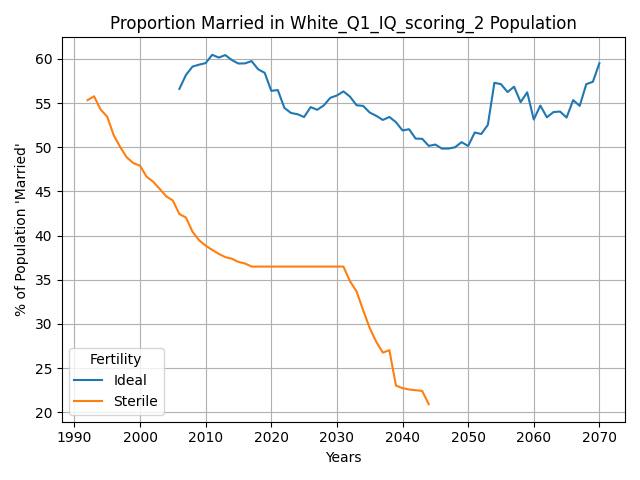 Proportion Married in White_Q1_IQ_scoring_2 Population
% of Population 'Married'
60
55
50
45
40
35
30
25
20
Fertility
Ideal
Sterile
1990 2000 2010 2020 2030 2040 2050 2060 2070
Years